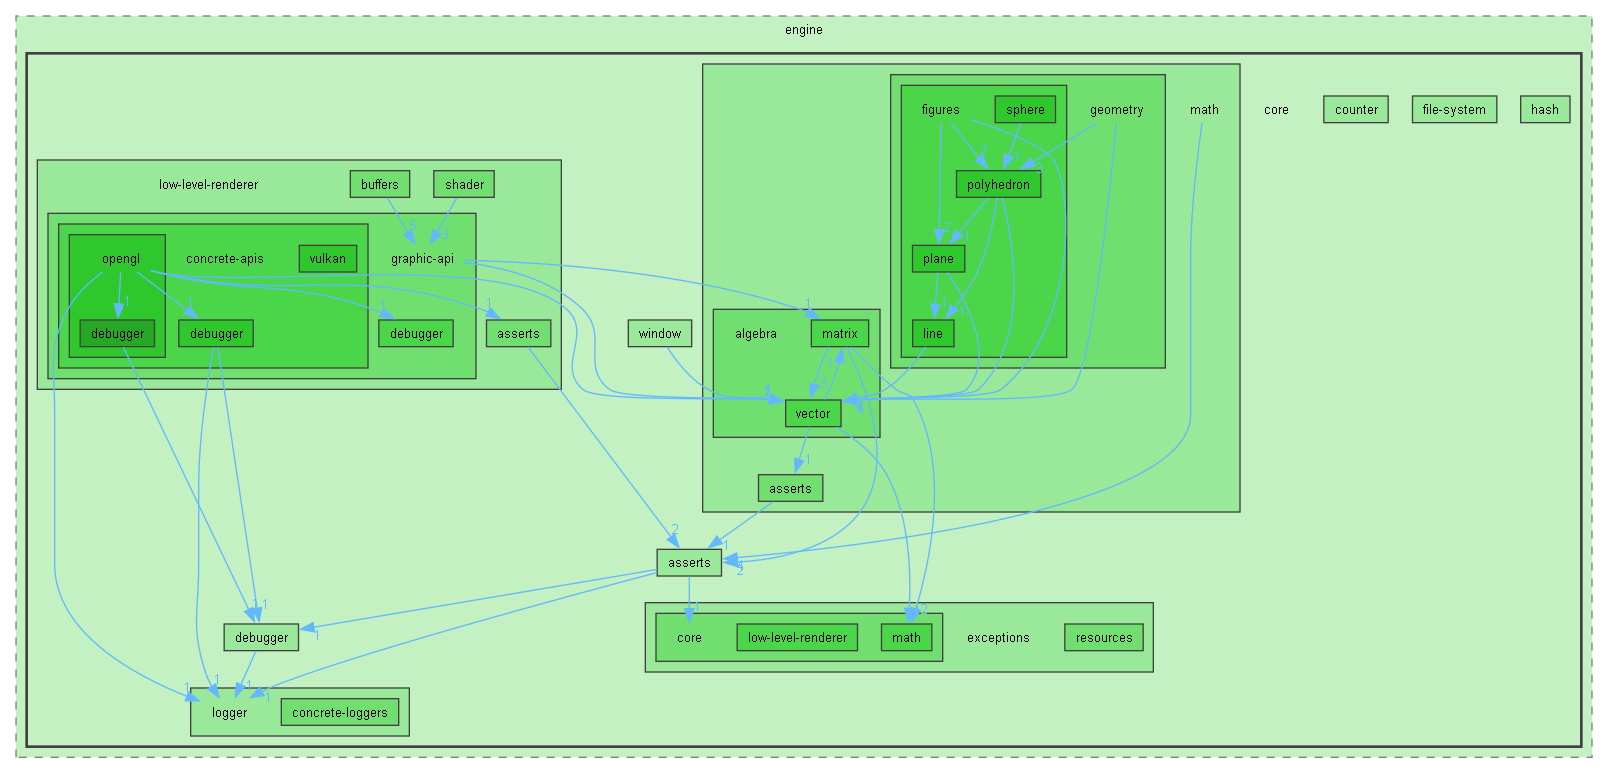 engine
figures
sphere
geometry
math
core
counter
file-system
hash
low-level-renderer
buffers
shader
polyhedron
opengl
concrete-apis
vulkan
graphic-api
plane
debugger
debugger
debugger
asserts
window
algebra
matrix
line
vector
asserts
asserts
debugger
core
low-level-renderer
math
exceptions
resources
logger
concrete-loggers